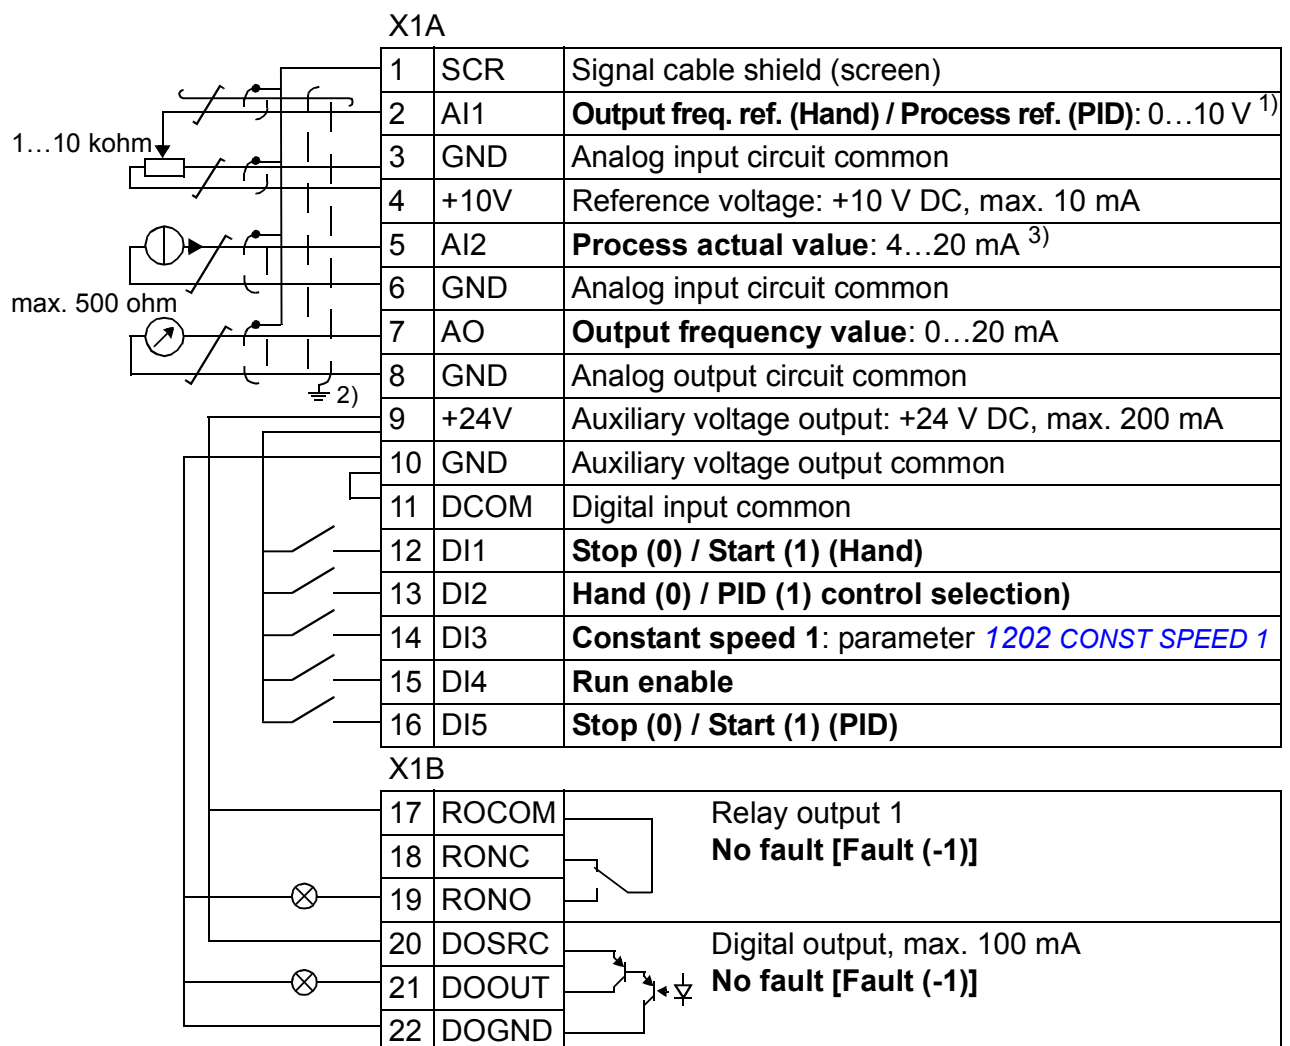 X1A
1 SCR Signal cable shield (screen)
2 AI1 Output freq. ref. (Hand) / Process ref. (PID): 0…10 V 1)
1…10 kohm
3 GND Analog input circuit common
4 +10V Reference voltage: +10 V DC, max. 10 mA
5 AI2 Process actual value: 4…20 mA 3)
6 GND Analog input circuit common
max. 500 ohm
7 AO Output frequency value: 0…20 mA
8 GND Analog output circuit common
2)
9 +24V Auxiliary voltage output: +24 V DC, max. 200 mA
10 GND Auxiliary voltage output common
11 DCOM Digital input common
12 DI1 Stop (0) / Start (1) (Hand)
13 DI2 Hand (0) / PID (1) control selection)
14 DI3 Constant speed 1: parameter 1202 CONST SPEED 1
15 DI4 Run enable
16 DI5 Stop (0) / Start (1) (PID)
X1B
17 ROCOM Relay output 1
18 RONC No fault [Fault (-1)]
19 RONO
20 DOSRC Digital output, max. 100 mA
21 DOOUT No fault [Fault (-1)]
22 DOGND